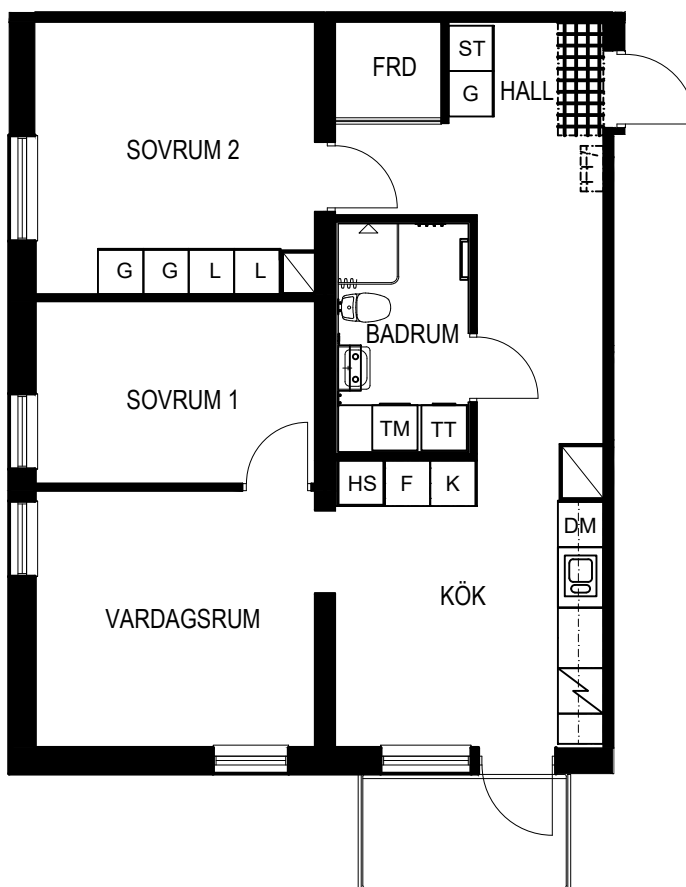 FRD
ST
G
HALL
SOVRUM 2
G
G
L
L
BADRUM
SOVRUM 1
TM
TT
HS
F
K
DM
KÖK
VARDAGSRUM